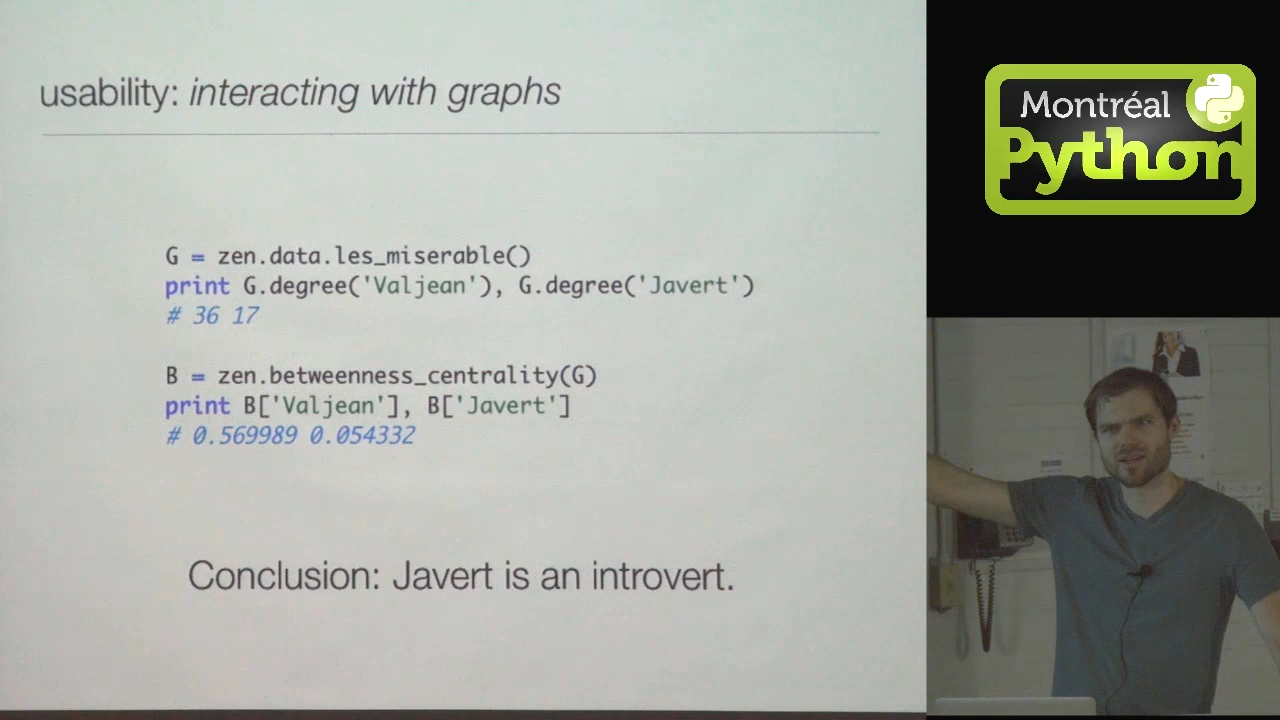 usability: interacting with graphs
G = zen.data.les_miserable()
print G.degree('Valjean'), G.degree('Javert')
# 36 17
B = zen.betweenness_centrality(G)
print B['Valjean'], B['Javert']
# 0.569989 0.054332
Conclusion: Javert is an introvert.
Montréal
Python